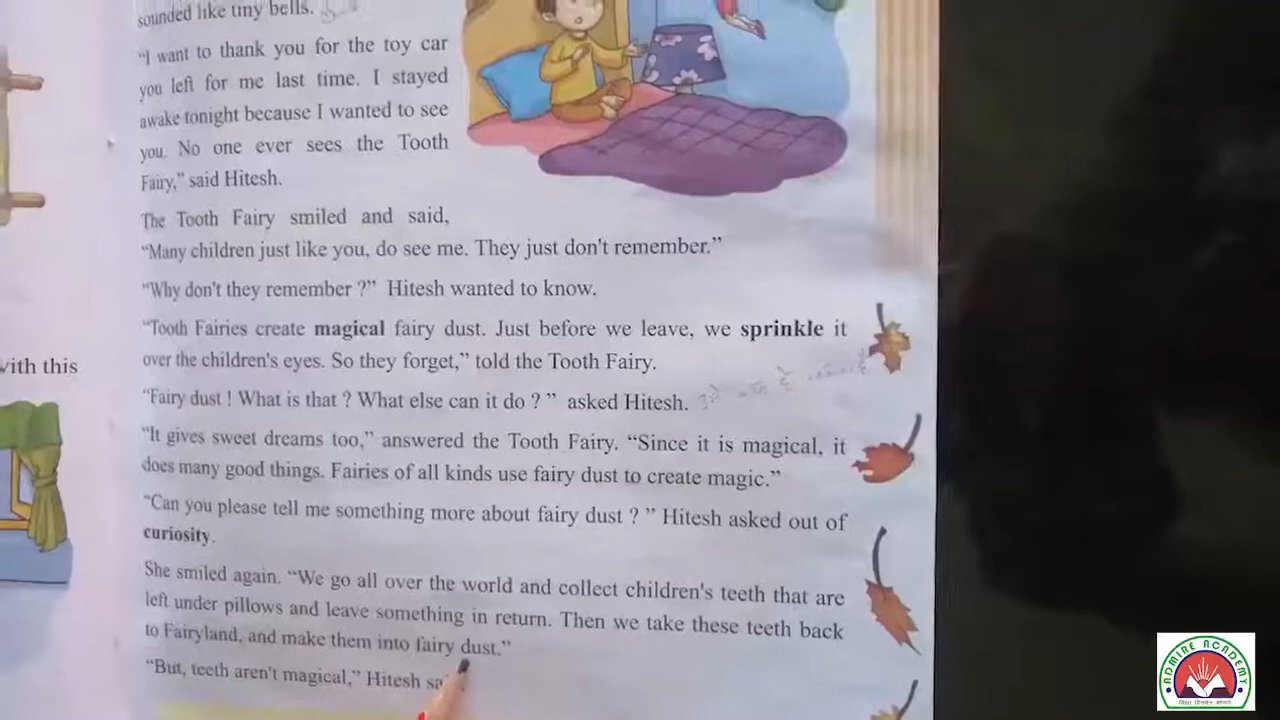 sounded like tiny bells.
“I want to thank you for the toy car
you left for me last time. I stayed
awake tonight because I wanted to see
you. No one ever sees the Tooth
Fairy,” said Hitesh.
The Tooth Fairy smiled and said,
“Many children just like you, do see me. They just don't remember.”
“Why don't they remember ?” Hitesh wanted to know.
“Tooth Fairies create magical fairy dust. Just before we leave, we sprinkle it
over the children's eyes. So they forget,” told the Tooth Fairy.
“Fairy dust ! What is that ? What else can it do ? ” asked Hitesh.
“It gives sweet dreams too,” answered the Tooth Fairy. “Since it is magical, it
does many good things. Fairies of all kinds use fairy dust to create magic.”
“Can you please tell me something more about fairy dust ? ” Hitesh asked out of
curiosity.
She smiled again. “We go all over the world and collect children's teeth that are
left under pillows and leave something in return. Then we take these teeth back
to Fairyland, and make them into fairy dust.”
“But, teeth aren't magical,” Hitesh
with this
ADMIRE ACADEMY